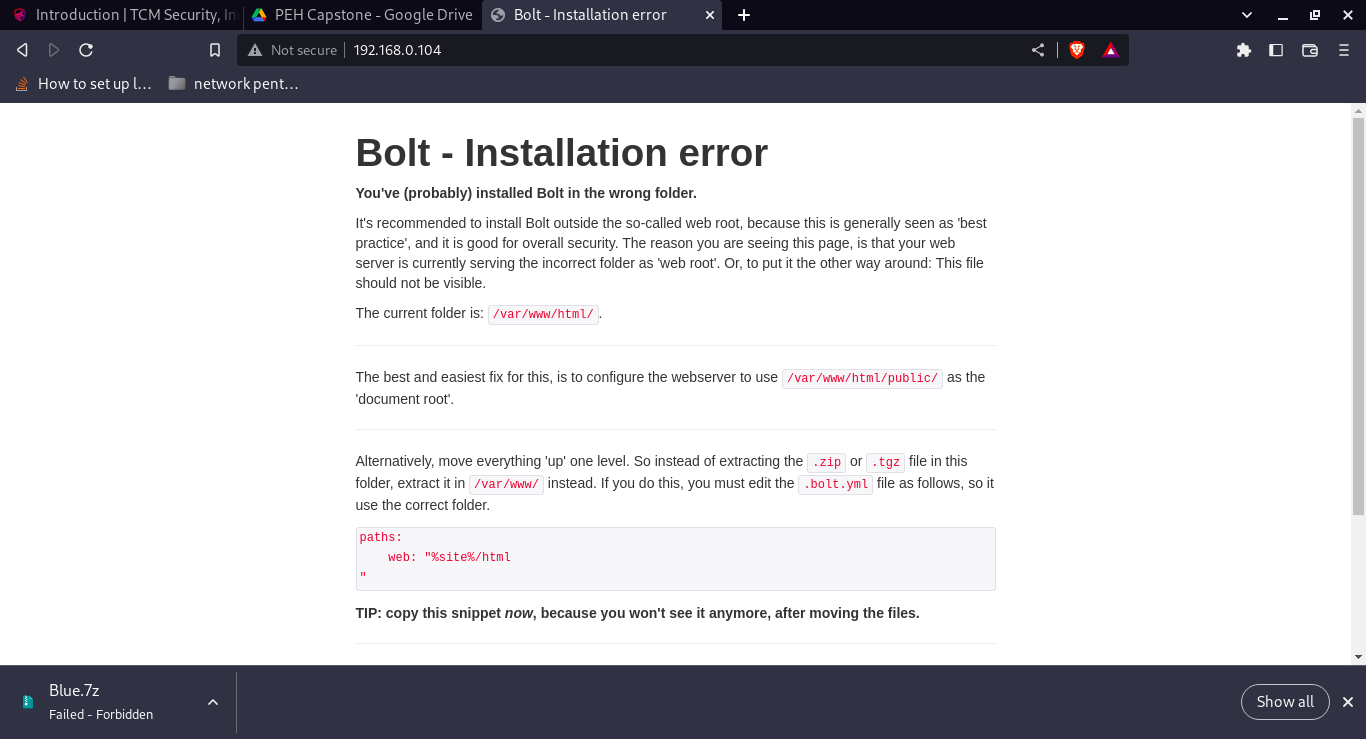 Introduction | TCM Security, In
PEH Capstone - Google Drive
Bolt - Installation error
Not secure
192.168.0.104
How to set up l…
network pent…
Bolt - Installation error
You've (probably) installed Bolt in the wrong folder.
It's recommended to install Bolt outside the so-called web root, because this is generally seen as 'best
practice', and it is good for overall security. The reason you are seeing this page, is that your web
server is currently serving the incorrect folder as 'web root'. Or, to put it the other way around: This file
should not be visible.
The current folder is: /var/www/html/.
The best and easiest fix for this, is to configure the webserver to use /var/www/html/public/ as the
'document root'.
Alternatively, move everything 'up' one level. So instead of extracting the .zip or .tgz file in this
folder, extract it in /var/www/ instead. If you do this, you must edit the .bolt.yml file as follows, so it
use the correct folder.
paths:
    web: "%site%/html
"
TIP: copy this snippet now, because you won't see it anymore, after moving the files.
Blue.7z
Failed - Forbidden
Show all